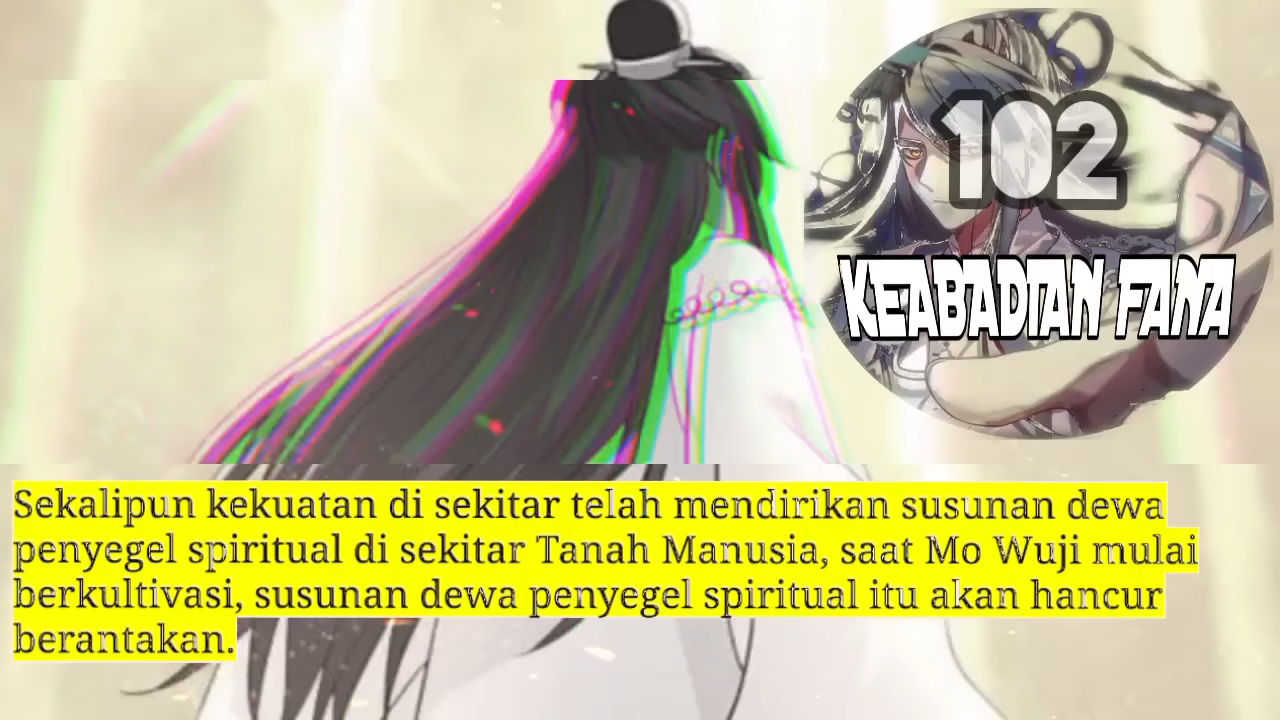 102
KEABADIAN FANA
Sekalipun kekuatan di sekitar telah mendirikan susunan dewa
penyegel spiritual di sekitar Tanah Manusia, saat Mo Wuji mulai
berkultivasi, susunan dewa penyegel spiritual itu akan hancur
berantakan.